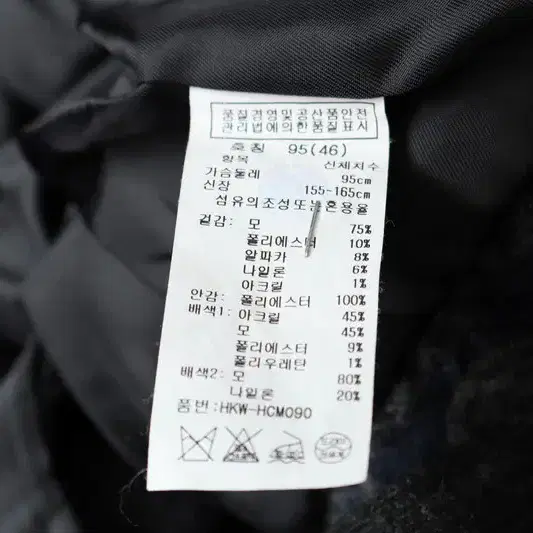 품질경영및공산품안전
관리법에의한품질표시
호칭 95(46)
항목 신체치수
가슴둘레 95cm
신장 155-165cm
섬유의조성또는혼용율
겉감: 모 75%
폴리에스터 10%
알파카 8%
나일론 6%
아크릴 1%
안감: 폴리에스터 100%
배색1: 아크릴 45%
모 45%
폴리에스터 9%
폴리우레탄 1%
배색2: 모 80%
나일론 20%
품번: HKW-HCM090
드라이